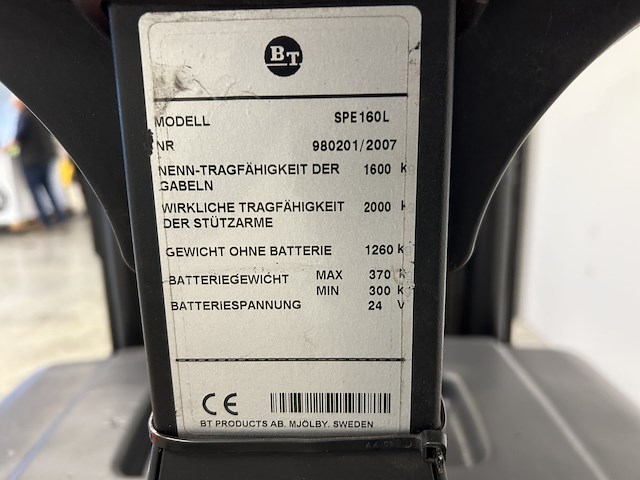 BT
MODELL SPE160L
NR 980201/2007
NENN-TRAGFÄHIGKEIT DER 1600 k
GABELN
WIRKLICHE TRAGFÄHIGKEIT 2000 k
DER STÜTZARME
GEWICHT OHNE BATTERIE 1260 k
BATTERIEGEWICHT MAX 370 k
MIN 300 k
BATTERIESPANNUNG 24 V
CE
BT PRODUCTS AB. MJÖLBY. SWEDEN